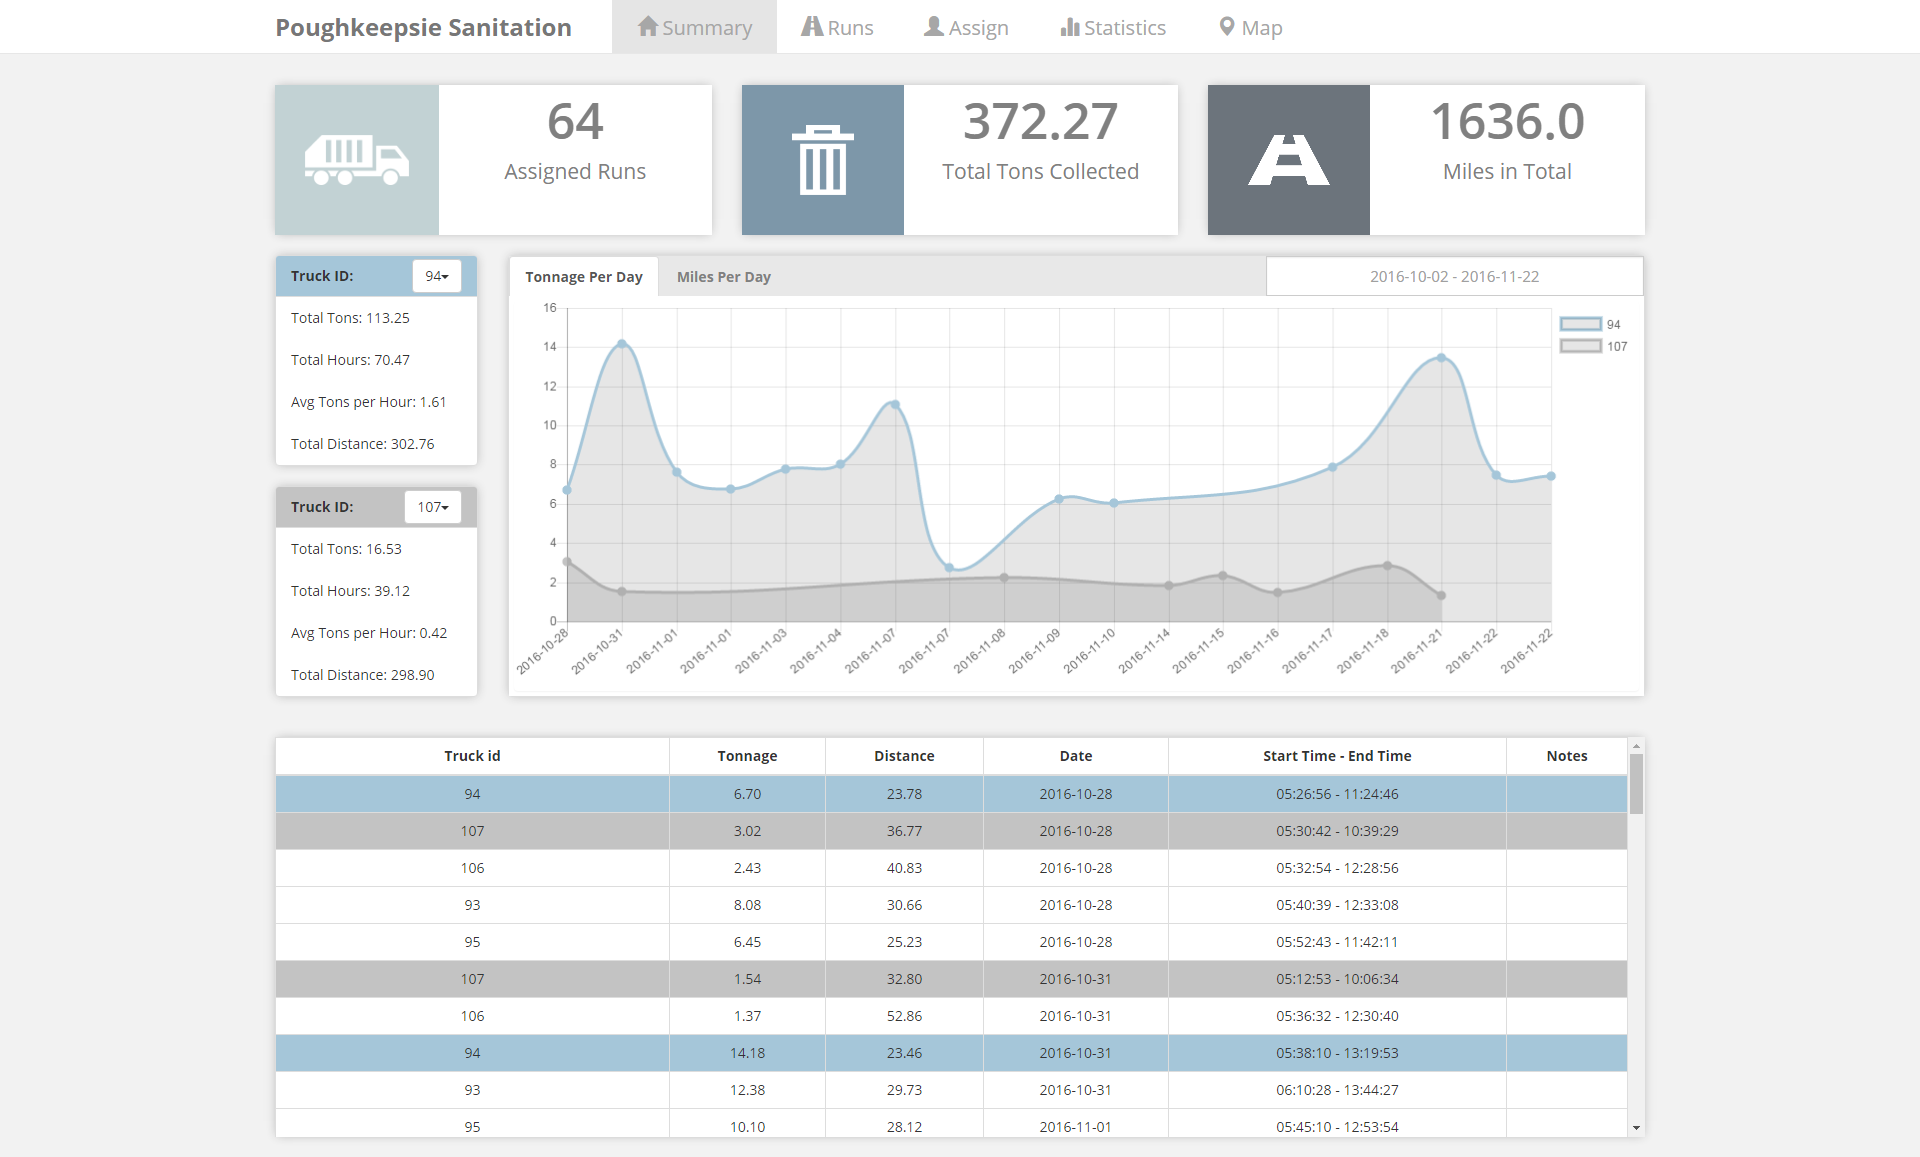 Poughkeepsie Sanitation Summary Runs Assign Statistics Map
64
Assigned Runs
372.27
Total Tons Collected
1636.0
Miles in Total
Truck ID: 94
Total Tons: 113.25
Total Hours: 70.47
Avg Tons per Hour: 1.61
Total Distance: 302.76
Truck ID: 107
Total Tons: 16.53
Total Hours: 39.12
Avg Tons per Hour: 0.42
Total Distance: 298.90
Tonnage Per Day Miles Per Day 2016-10-02 - 2016-11-22
94
107
16
14
12
10
8
6
4
2
0
2016-10-28 2016-10-31 2016-11-01 2016-11-01 2016-11-03 2016-11-04 2016-11-07 2016-11-07 2016-11-08 2016-11-09 2016-11-10 2016-11-14 2016-11-15 2016-11-16 2016-11-17 2016-11-18 2016-11-21 2016-11-22 2016-11-22
Truck id Tonnage Distance Date Start Time - End Time Notes
94 6.70 23.78 2016-10-28 05:26:56 - 11:24:46
107 3.02 36.77 2016-10-28 05:30:42 - 10:39:29
106 2.43 40.83 2016-10-28 05:32:54 - 12:28:56
93 8.08 30.66 2016-10-28 05:40:39 - 12:33:08
95 6.45 25.23 2016-10-28 05:52:43 - 11:42:11
107 1.54 32.80 2016-10-31 05:12:53 - 10:06:34
106 1.37 52.86 2016-10-31 05:36:32 - 12:30:40
94 14.18 23.46 2016-10-31 05:38:10 - 13:19:53
93 12.38 29.73 2016-10-31 06:10:28 - 13:44:27
95 10.10 28.12 2016-11-01 05:45:10 - 12:53:54